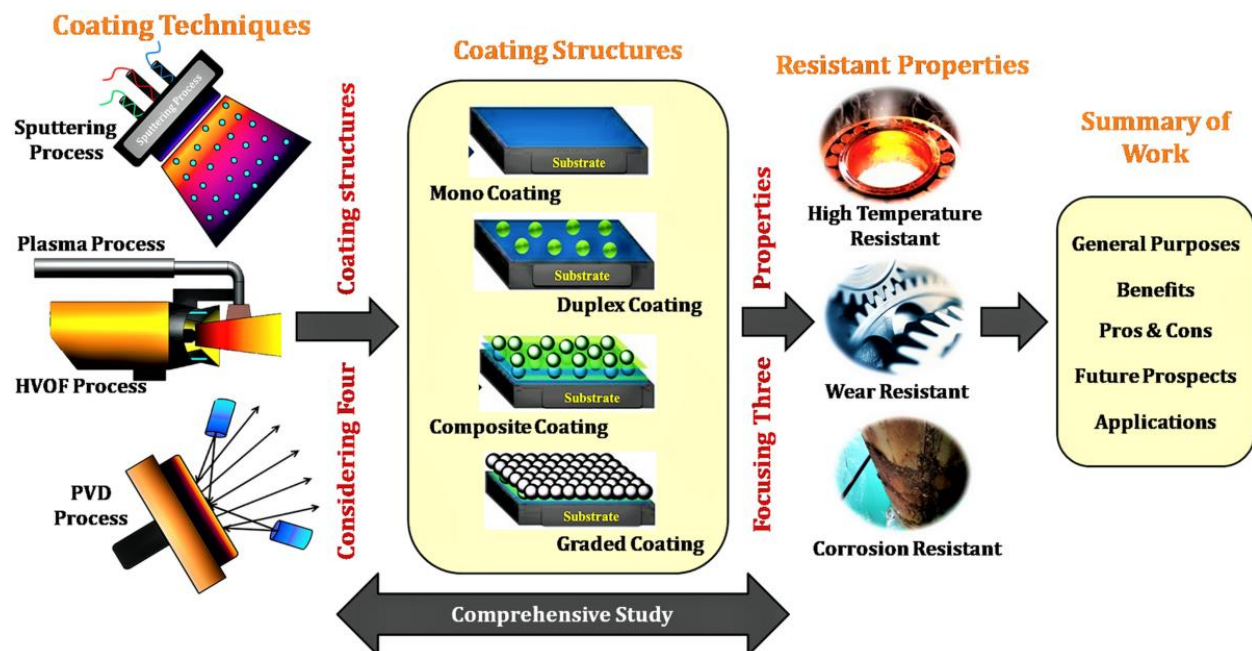 Coating Techniques
Sputtering Process
Sputtering
Process
Plasma Process
HVOF Process
PVD
Process
Considering Four Coating structures
Coating Structures
Substrate
Mono Coating
Substrate
Duplex Coating
Substrate
Composite Coating
Substrate
Graded Coating
Focusing Three Properties
Resistant Properties
High Temperature
Resistant
Wear Resistant
Corrosion Resistant
Summary of
Work
General Purposes
Benefits
Pros & Cons
Future Prospects
Applications
Comprehensive Study